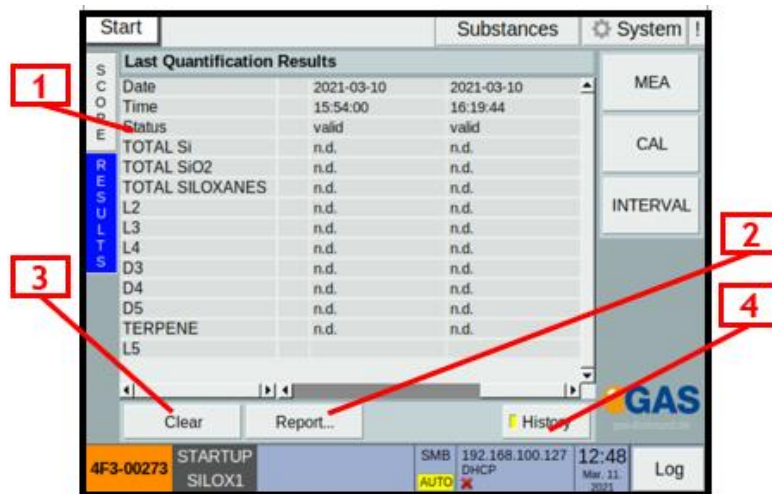 Start Substances System !
Last Quantification Results
SCOPE
RESULTS
Date 2021-03-10 2021-03-10
Time 15:54:00 16:19:44
Status valid valid
TOTAL Si n.d. n.d.
TOTAL SiO2 n.d. n.d.
TOTAL SILOXANES n.d. n.d.
L2 n.d. n.d.
L3 n.d. n.d.
L4 n.d. n.d.
D3 n.d. n.d.
D4 n.d. n.d.
D5 n.d. n.d.
TERPENE n.d. n.d.
L5
MEA
CAL
INTERVAL
1
2
3
4
Clear Report... History
GAS
4F3-00273
STARTUP
SILOX1
SMB
AUTO
192.168.100.127
DHCP
12:48
Mar. 11.
2021
Log